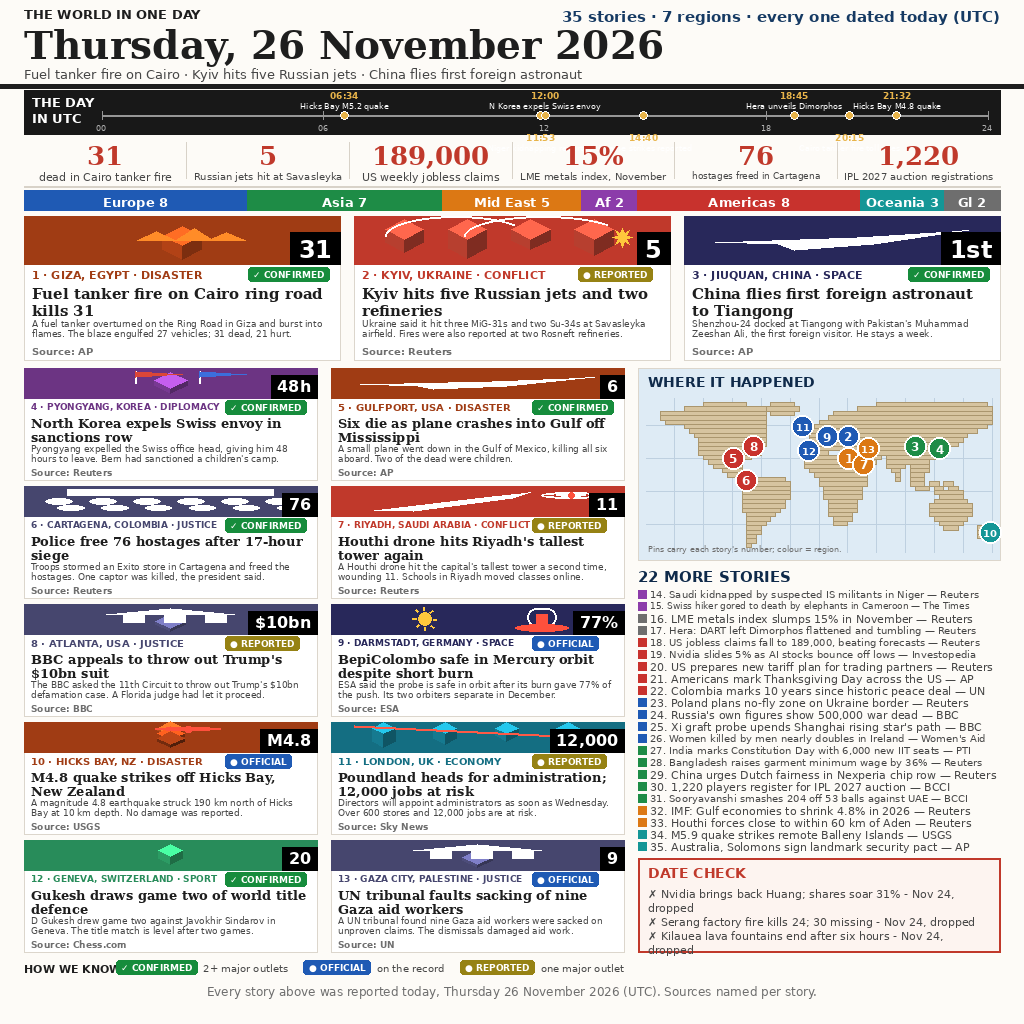 THE WORLD IN ONE DAY
35 stories · 7 regions · every one dated today (UTC)
Thursday, 26 November 2026
Fuel tanker fire on Cairo · Kyiv hits five Russian jets · China flies first foreign astronaut
THE DAY
IN UTC
06:34
Hicks Bay M5.2 quake
12:00
N Korea expels Swiss envoy
18:45
Hera unveils Dimorphos
21:32
Hicks Bay M4.8 quake
00
06
12
18
24
11:53
14:40
20:15
31
dead in Cairo tanker fire
5
Russian jets hit at Savasleyka
189,000
US weekly jobless claims
15%
LME metals index, November
76
hostages freed in Cartagena
1,220
IPL 2027 auction registrations
Europe 8
Asia 7
Mid East 5
Af 2
Americas 8
Oceania 3
Gl 2
31
1 · GIZA, EGYPT · DISASTER
✓ CONFIRMED
Fuel tanker fire on Cairo ring road
kills 31
A fuel tanker overturned on the Ring Road in Giza and burst into
flames. The blaze engulfed 27 vehicles; 31 dead, 21 hurt.
Source: AP
5
2 · KYIV, UKRAINE · CONFLICT
● REPORTED
Kyiv hits five Russian jets and two
refineries
Ukraine said it hit three MiG-31s and two Su-34s at Savasleyka
airfield. Fires were also reported at two Rosneft refineries.
Source: Reuters
1st
3 · JIUQUAN, CHINA · SPACE
✓ CONFIRMED
China flies first foreign astronaut
to Tiangong
Shenzhou-24 docked at Tiangong with Pakistan's Muhammad
Zeeshan Ali, the first foreign visitor. He stays a week.
Source: AP
48h
4 · PYONGYANG, KOREA · DIPLOMACY
✓ CONFIRMED
North Korea expels Swiss envoy in
sanctions row
Pyongyang expelled the Swiss office head, giving him 48
hours to leave. Bern had sanctioned a children's camp.
Source: Reuters
6
5 · GULFPORT, USA · DISASTER
✓ CONFIRMED
Six die as plane crashes into Gulf off
Mississippi
A small plane went down in the Gulf of Mexico, killing all six
aboard. Two of the dead were children.
Source: AP
76
6 · CARTAGENA, COLOMBIA · JUSTICE
✓ CONFIRMED
Police free 76 hostages after 17-hour
siege
Troops stormed an Exito store in Cartagena and freed the
hostages. One captor was killed, the president said.
Source: Reuters
11
7 · RIYADH, SAUDI ARABIA · CONFLICT
● REPORTED
Houthi drone hits Riyadh's tallest
tower again
A Houthi drone hit the capital's tallest tower a second time,
wounding 11. Schools in Riyadh moved classes online.
Source: Reuters
$10bn
8 · ATLANTA, USA · JUSTICE
● REPORTED
BBC appeals to throw out Trump's
$10bn suit
The BBC asked the 11th Circuit to throw out Trump's $10bn
defamation case. A Florida judge had let it proceed.
Source: BBC
77%
9 · DARMSTADT, GERMANY · SPACE
● OFFICIAL
BepiColombo safe in Mercury orbit
despite short burn
ESA said the probe is safe in orbit after its burn gave 77% of
the push. Its two orbiters separate in December.
Source: ESA
M4.8
10 · HICKS BAY, NZ · DISASTER
● OFFICIAL
M4.8 quake strikes off Hicks Bay,
New Zealand
A magnitude 4.8 earthquake struck 190 km north of Hicks
Bay at 10 km depth. No damage was reported.
Source: USGS
12,000
11 · LONDON, UK · ECONOMY
● REPORTED
Poundland heads for administration;
12,000 jobs at risk
Directors will appoint administrators as soon as Wednesday.
Over 600 stores and 12,000 jobs are at risk.
Source: Sky News
20
12 · GENEVA, SWITZERLAND · SPORT
✓ CONFIRMED
Gukesh draws game two of world title
defence
D Gukesh drew game two against Javokhir Sindarov in
Geneva. The title match is level after two games.
Source: Chess.com
9
13 · GAZA CITY, PALESTINE · JUSTICE
● OFFICIAL
UN tribunal faults sacking of nine
Gaza aid workers
A UN tribunal found nine Gaza aid workers were sacked on
unproven claims. The dismissals damaged aid work.
Source: UN
WHERE IT HAPPENED
11
9
2
12
1
13
7
3
4
8
5
6
10
Pins carry each story's number; colour = region.
22 MORE STORIES
14. Saudi kidnapped by suspected IS militants in Niger — Reuters
15. Swiss hiker gored to death by elephants in Cameroon — The Times
16. LME metals index slumps 15% in November — Reuters
17. Hera: DART left Dimorphos flattened and tumbling — Reuters
18. US jobless claims fall to 189,000, beating forecasts — Reuters
19. Nvidia slides 5% as AI stocks bounce off lows — Investopedia
20. US prepares new tariff plan for trading partners — Reuters
21. Americans mark Thanksgiving Day across the US — AP
22. Colombia marks 10 years since historic peace deal — UN
23. Poland plans no-fly zone on Ukraine border — Reuters
24. Russia's own figures show 500,000 war dead — BBC
25. Xi graft probe upends Shanghai rising star's path — BBC
26. Women killed by men nearly doubles in Ireland — Women's Aid
27. India marks Constitution Day with 6,000 new IIT seats — PTI
28. Bangladesh raises garment minimum wage by 36% — Reuters
29. China urges Dutch fairness in Nexperia chip row — Reuters
30. 1,220 players register for IPL 2027 auction — BCCI
31. Sooryavanshi smashes 204 off 53 balls against UAE — BCCI
32. IMF: Gulf economies to shrink 4.8% in 2026 — Reuters
33. Houthi forces close to within 60 km of Aden — Reuters
34. M5.9 quake strikes remote Balleny Islands — USGS
35. Australia, Solomons sign landmark security pact — AP
DATE CHECK
✗ Nvidia brings back Huang; shares soar 31% - Nov 24,
dropped
✗ Serang factory fire kills 24; 30 missing - Nov 24, dropped
✗ Kilauea lava fountains end after six hours - Nov 24,
dropped
HOW WE KNOW
✓ CONFIRMED
2+ major outlets
● OFFICIAL
on the record
● REPORTED
one major outlet
Every story above was reported today, Thursday 26 November 2026 (UTC). Sources named per story.